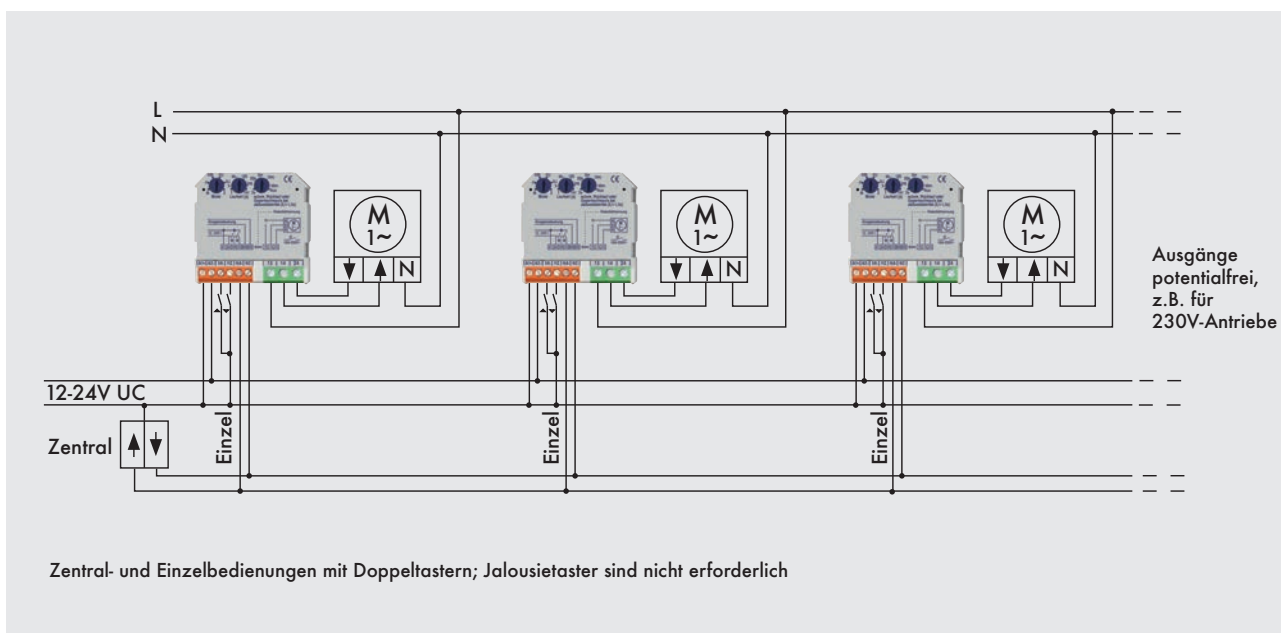 L
N
M
1~
N
M
1~
N
M
1~
N
Ausgänge
potentialfrei,
z.B. für
230V-Antriebe
12-24V UC
Zentral
Einzel
Einzel
Einzel
Zentral- und Einzelbedienungen mit Doppeltastern; Jalousietaster sind nicht erforderlich